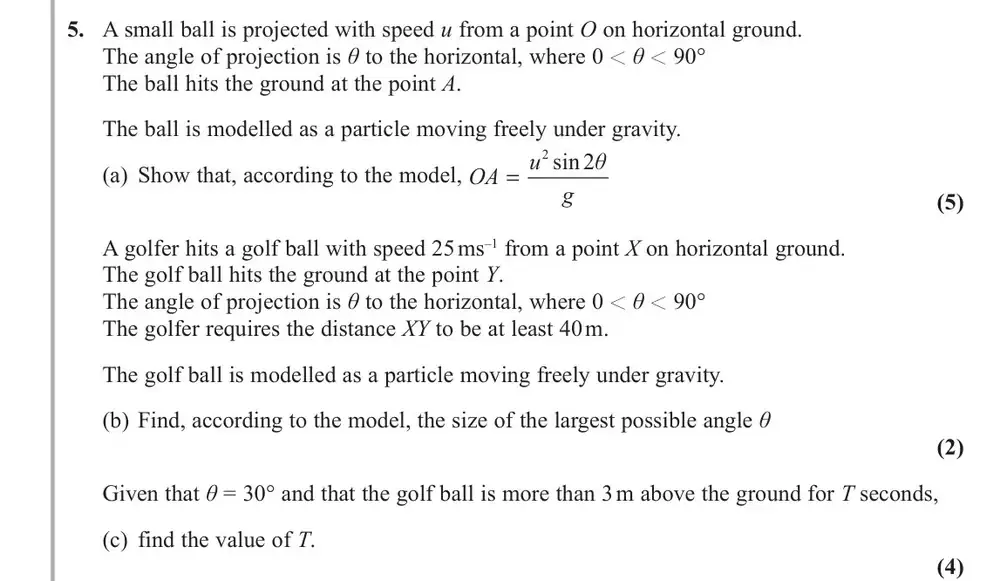 5. A small ball is projected with speed u from a point O on horizontal ground.
The angle of projection is θ to the horizontal, where 0 < θ < 90°
The ball hits the ground at the point A.
The ball is modelled as a particle moving freely under gravity.
(a) Show that, according to the model, OA = u² sin 2θ / g
(5)
A golfer hits a golf ball with speed 25 ms⁻¹ from a point X on horizontal ground.
The golf ball hits the ground at the point Y.
The angle of projection is θ to the horizontal, where 0 < θ < 90°
The golfer requires the distance XY to be at least 40 m.
The golf ball is modelled as a particle moving freely under gravity.
(b) Find, according to the model, the size of the largest possible angle θ
(2)
Given that θ = 30° and that the golf ball is more than 3 m above the ground for T seconds,
(c) find the value of T.
(4)